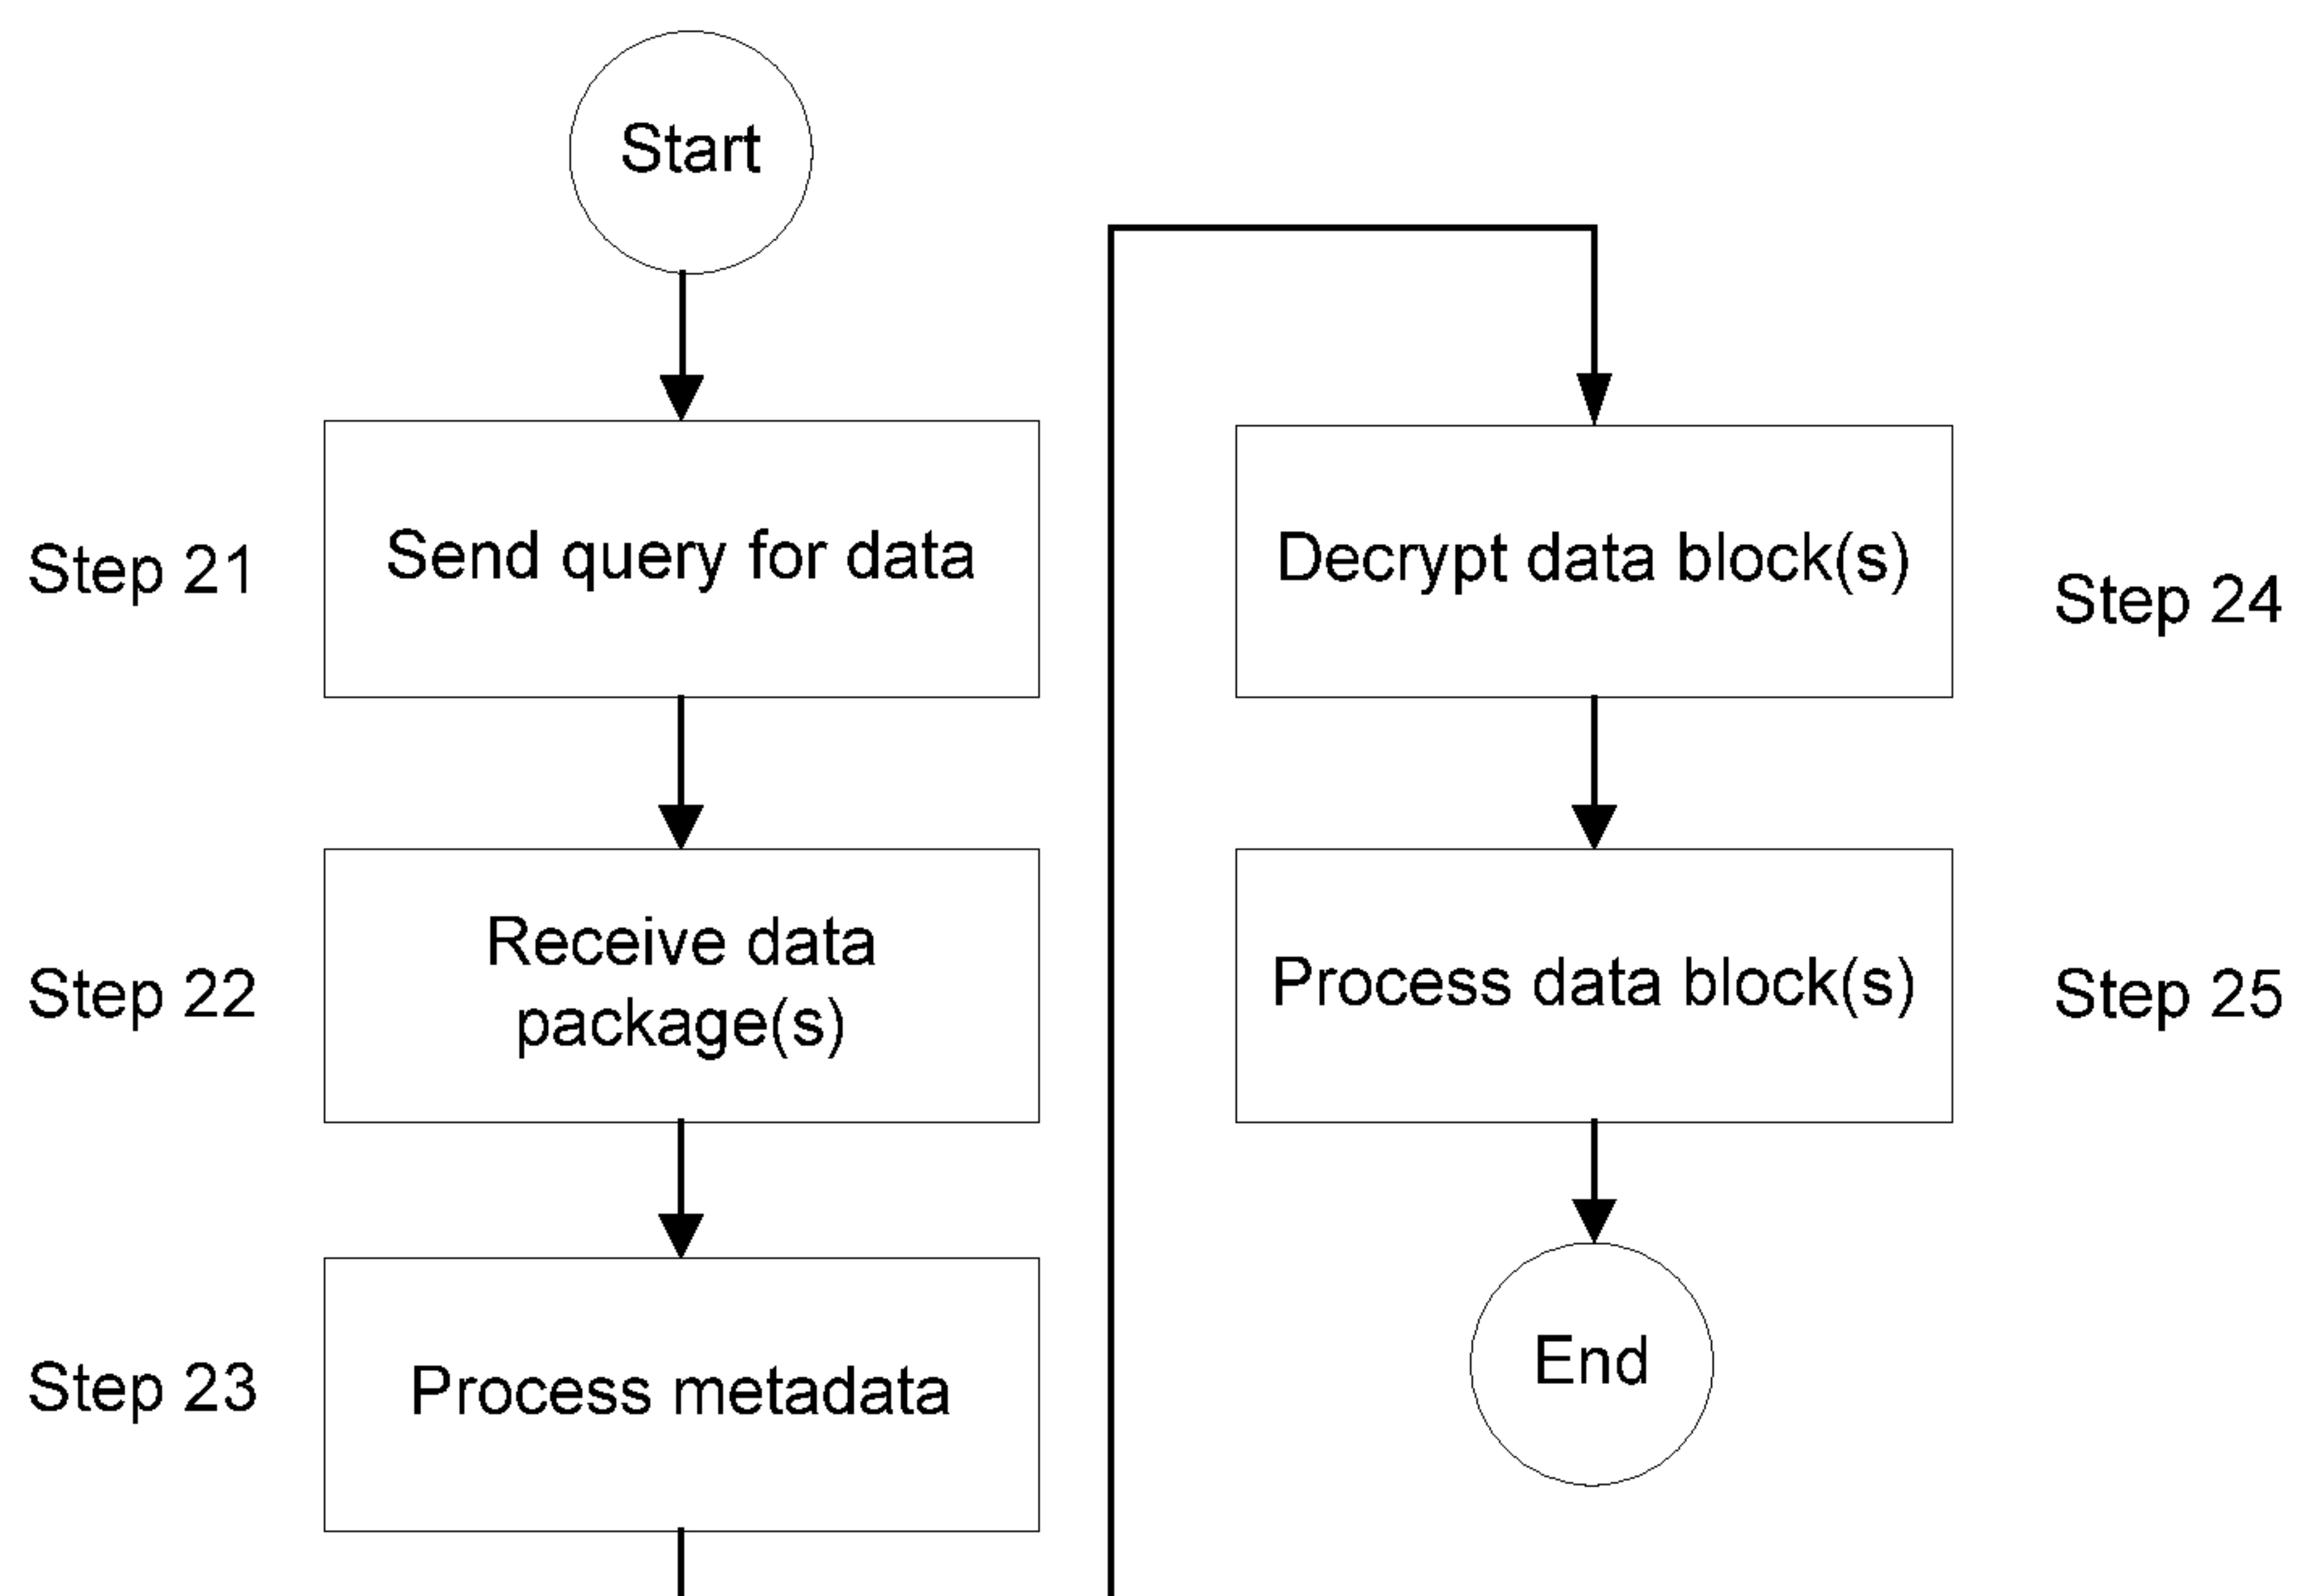 Start
Step 21
Send query for data
Step 22
Receive data
package(s)
Step 23
Process metadata
Decrypt data block(s)
Step 24
Process data block(s)
Step 25
End